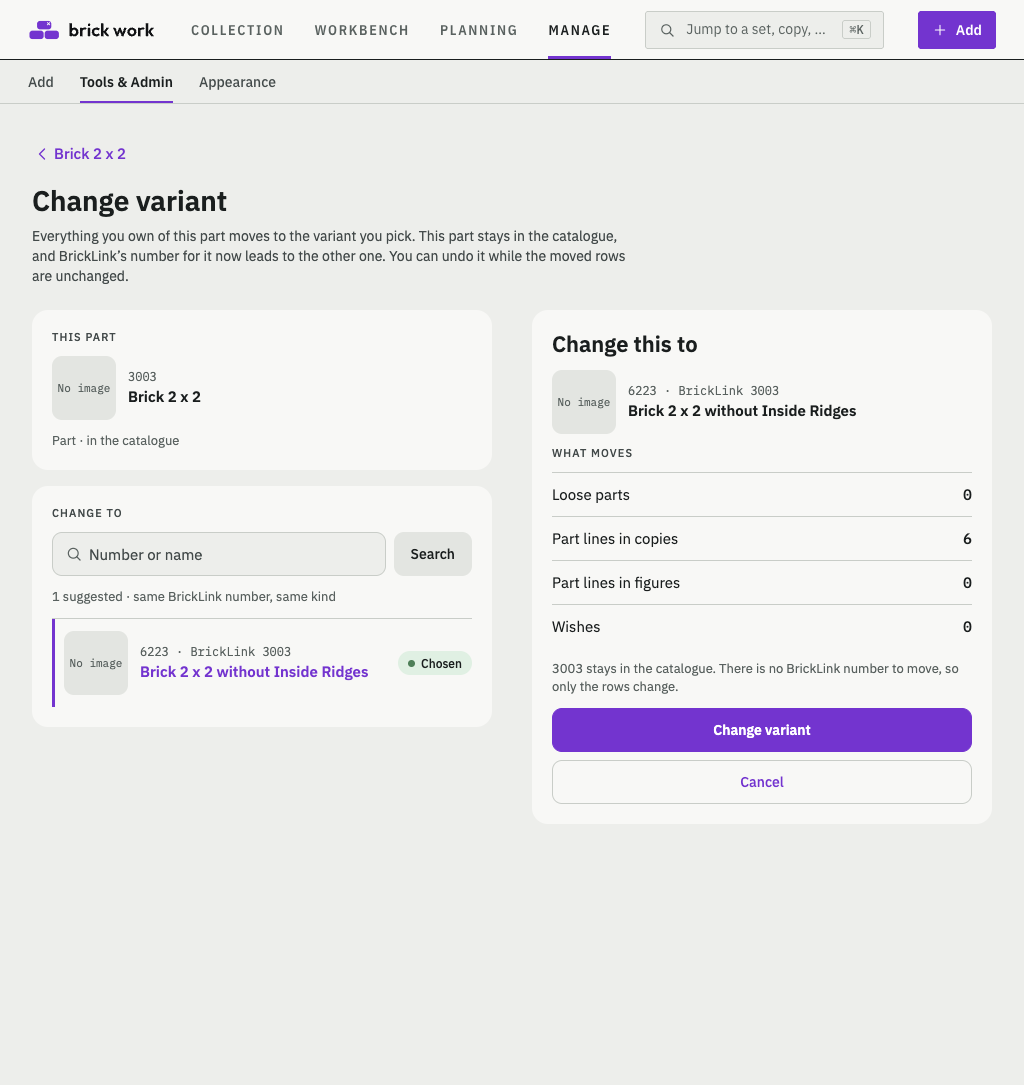 brick work
COLLECTION
WORKBENCH
PLANNING
MANAGE
Jump to a set, copy, ...
⌘K
+ Add
Add
Tools & Admin
Appearance
Brick 2 x 2
Change variant
Everything you own of this part moves to the variant you pick. This part stays in the catalogue,
and BrickLink’s number for it now leads to the other one. You can undo it while the moved rows
are unchanged.
THIS PART
No image
3003
Brick 2 x 2
Part · in the catalogue
CHANGE TO
Number or name
Search
1 suggested · same BrickLink number, same kind
No image
6223 · BrickLink 3003
Brick 2 x 2 without Inside Ridges
Chosen
Change this to
No image
6223 · BrickLink 3003
Brick 2 x 2 without Inside Ridges
WHAT MOVES
Loose parts 0
Part lines in copies 6
Part lines in figures 0
Wishes 0
3003 stays in the catalogue. There is no BrickLink number to move, so
only the rows change.
Change variant
Cancel